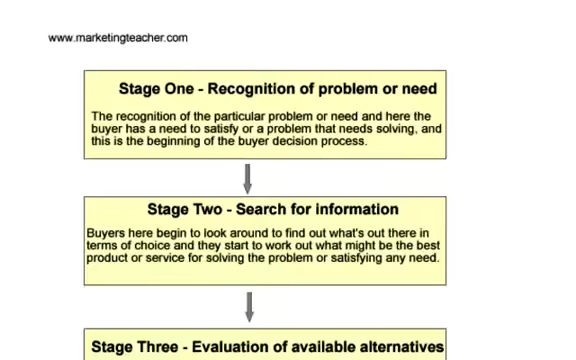 www.marketingteacher.com
Stage One - Recognition of problem or need
The recognition of the particular problem or need and here the
buyer has a need to satisfy or a problem that needs solving, and
this is the beginning of the buyer decision process.
Stage Two - Search for information
Buyers here begin to look around to find out what's out there in
terms of choice and they start to work out what might be the best
product or service for solving the problem or satisfying any need.
Stage Three - Evaluation of available alternatives